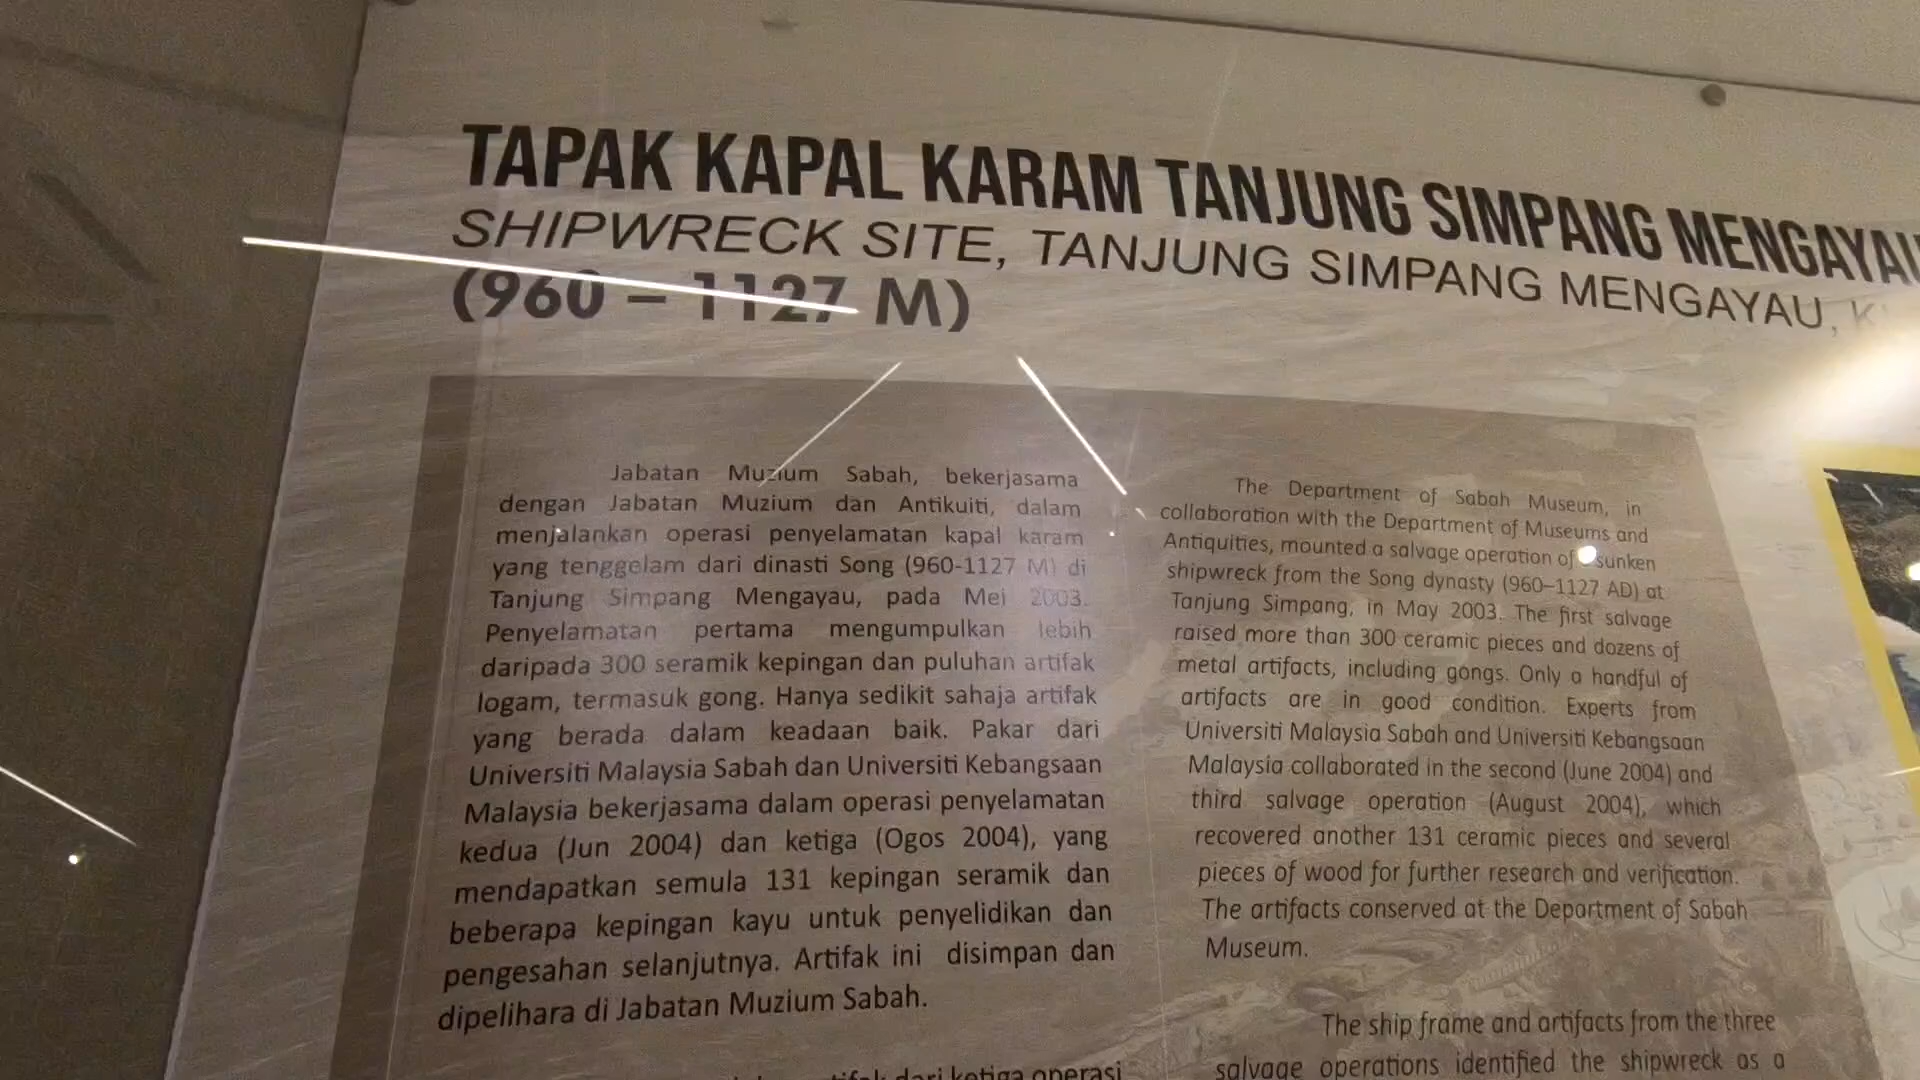 TAPAK KAPAL KARAM TANJUNG SIMPANG MENGAYAU
SHIPWRECK SITE, TANJUNG SIMPANG MENGAYAU,
(960 – 1127 M)
Jabatan Muzium Sabah, bekerjasama
dengan Jabatan Muzium dan Antikuiti, dalam
menjalankan operasi penyelamatan kapal karam
yang tenggelam dari dinasti Song (960-1127 M) di
Tanjung Simpang Mengayau, pada Mei 2003.
Penyelamatan pertama mengumpulkan lebih
daripada 300 seramik kepingan dan puluhan artifak
logam, termasuk gong. Hanya sedikit sahaja artifak
yang berada dalam keadaan baik. Pakar dari
Universiti Malaysia Sabah dan Universiti Kebangsaan
Malaysia bekerjasama dalam operasi penyelamatan
kedua (Jun 2004) dan ketiga (Ogos 2004), yang
mendapatkan semula 131 kepingan seramik dan
beberapa kepingan kayu untuk penyelidikan dan
pengesahan selanjutnya. Artifak ini disimpan dan
dipelihara di Jabatan Muzium Sabah.
dari ketiga operasi
The Department of Sabah Museum, in
collaboration with the Department of Museums and
Antiquities, mounted a salvage operation of sunken
shipwreck from the Song dynasty (960–1127 AD) at
Tanjung Simpang, in May 2003. The first salvage
raised more than 300 ceramic pieces and dozens of
metal artifacts, including gongs. Only a handful of
artifacts are in good condition. Experts from
Universiti Malaysia Sabah and Universiti Kebangsaan
Malaysia collaborated in the second (June 2004) and
third salvage operation (August 2004), which
recovered another 131 ceramic pieces and several
pieces of wood for further research and verification.
The artifacts conserved at the Department of Sabah
Museum.
The ship frame and artifacts from the three
salvage operations identified the shipwreck as a